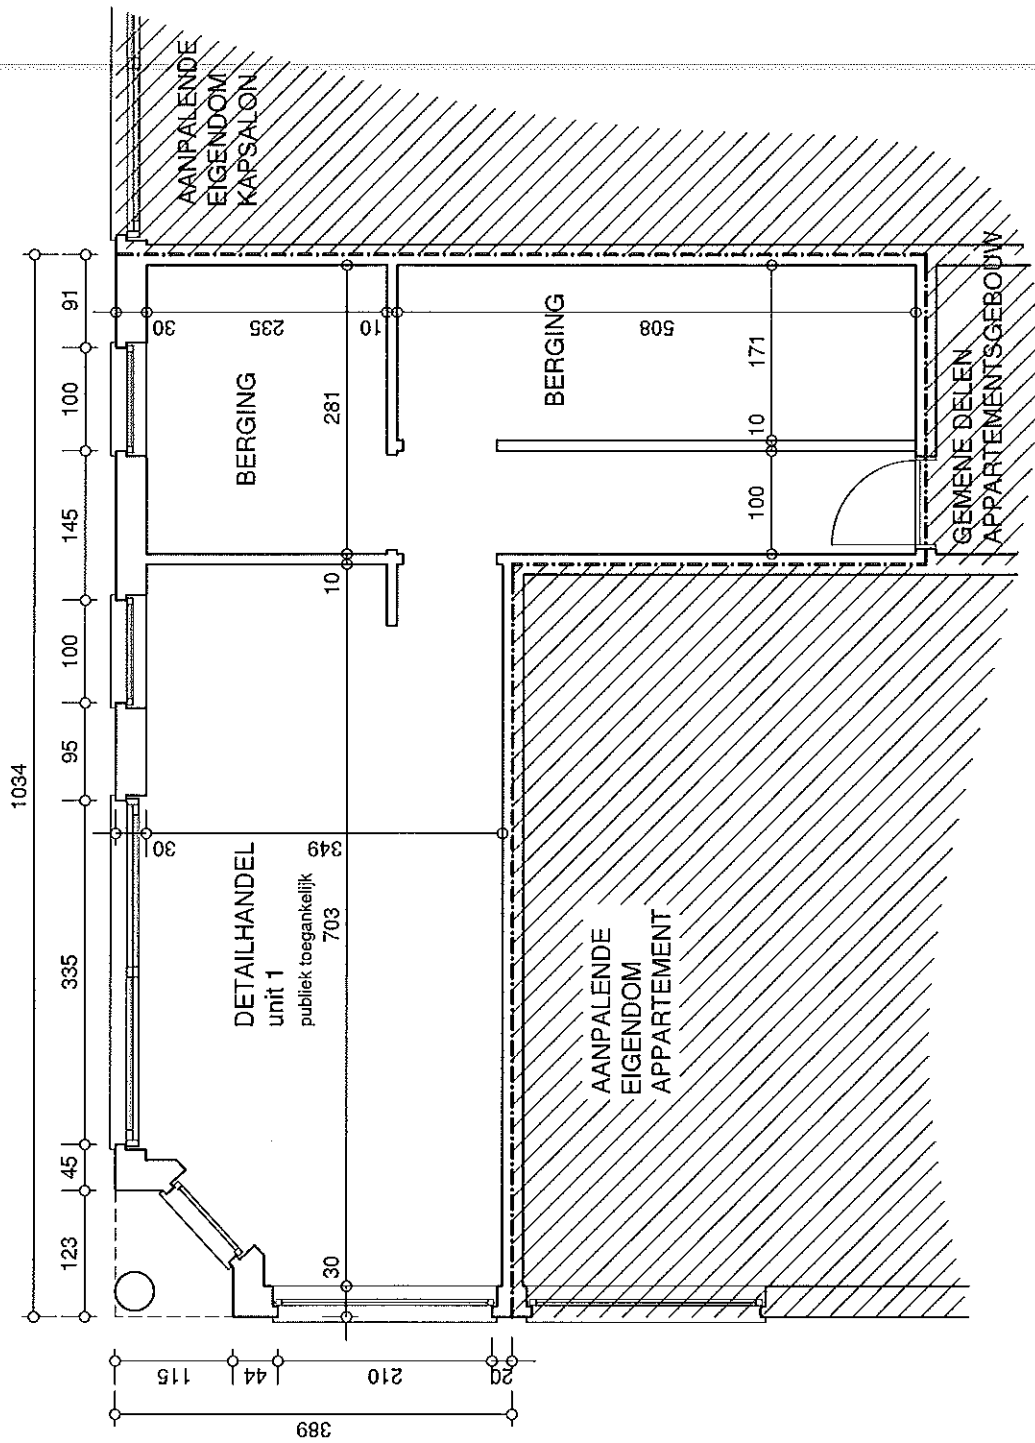 AANPALENDE
EIGENDOM
KAPSALON
1034
91
100
145
100
95
335
45
123
30
235
10
508
BERGING
281
BERGING
171
10
100
10
GEMENE DELEN
APPARTEMENTSGEBOUW
30
349
DETAILHANDEL
unit 1
publiek toegankelijk
703
30
AANPALENDE
EIGENDOM
APPARTEMENT
115
44
210
20
389